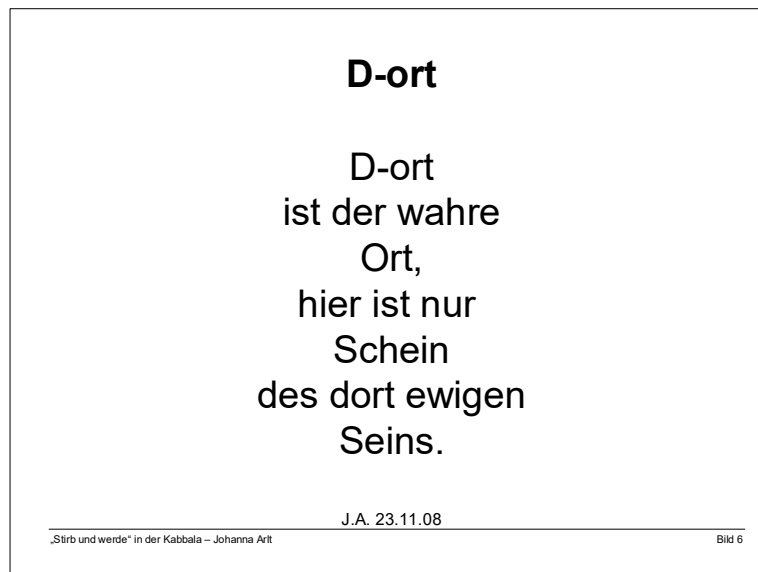 D-ort
D-ort
ist der wahre
Ort,
hier ist nur
Schein
des dort ewigen
Seins.
J.A. 23.11.08
„Stirb und werde“ in der Kabbala – Johanna Arlt
Bild 6